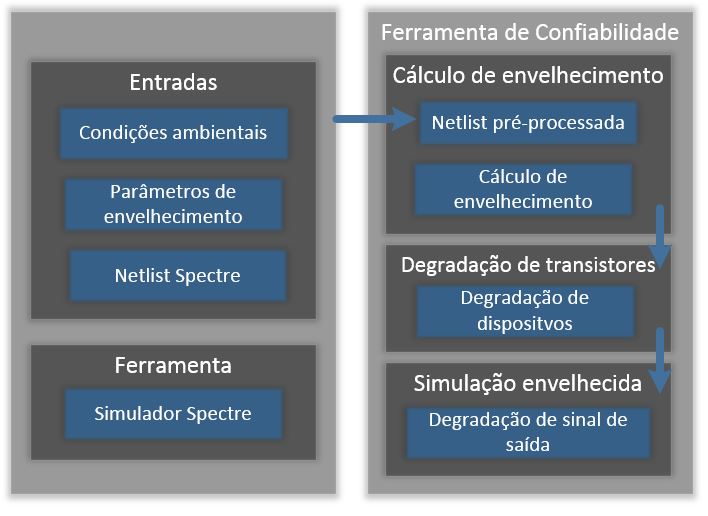 Entradas
Condições ambientais
Parâmetros de
envelhecimento
Netlist Spectre
Ferramenta
Simulador Spectre
Ferramenta de Confiabilidade
Cálculo de envelhecimento
Netlist pré-processada
Cálculo de
envelhecimento
Degradação de transistores
Degradação de
dispositvos
Simulação envelhecida
Degradação de sinal de
saída